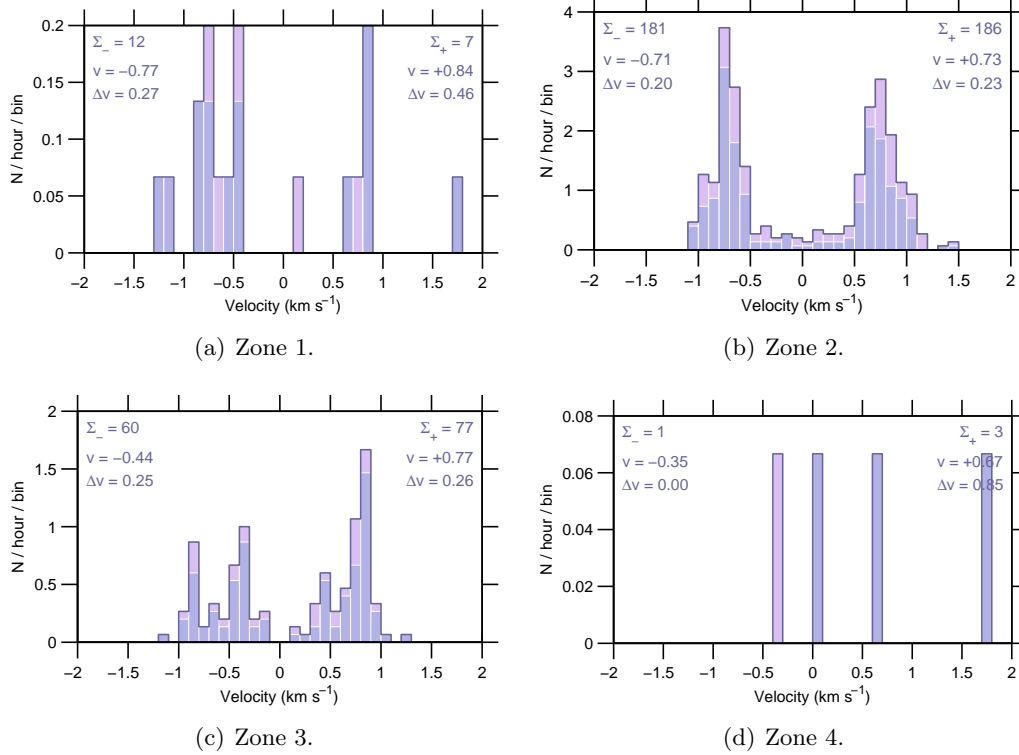 0.2
0.15
0.1
0.05
0
N / hour / bin
Σ₋ = 12
v = −0.77
Δv = 0.27
Σ₊ = 7
v = +0.84
Δv = 0.46
−2 −1.5 −1 −0.5 0 0.5 1 1.5 2
Velocity (km s⁻¹)
(a) Zone 1.
4
3
2
1
0
N / hour / bin
Σ₋ = 181
v = −0.71
Δv = 0.20
Σ₊ = 186
v = +0.73
Δv = 0.23
−2 −1.5 −1 −0.5 0 0.5 1 1.5 2
Velocity (km s⁻¹)
(b) Zone 2.
2
1.5
1
0.5
0
N / hour / bin
Σ₋ = 60
v = −0.44
Δv = 0.25
Σ₊ = 77
v = +0.77
Δv = 0.26
−2 −1.5 −1 −0.5 0 0.5 1 1.5 2
Velocity (km s⁻¹)
(c) Zone 3.
0.08
0.06
0.04
0.02
0
N / hour / bin
Σ₋ = 1
v = −0.35
Δv = 0.00
Σ₊ = 3
v = +0.67
Δv = 0.85
−2 −1.5 −1 −0.5 0 0.5 1 1.5 2
Velocity (km s⁻¹)
(d) Zone 4.